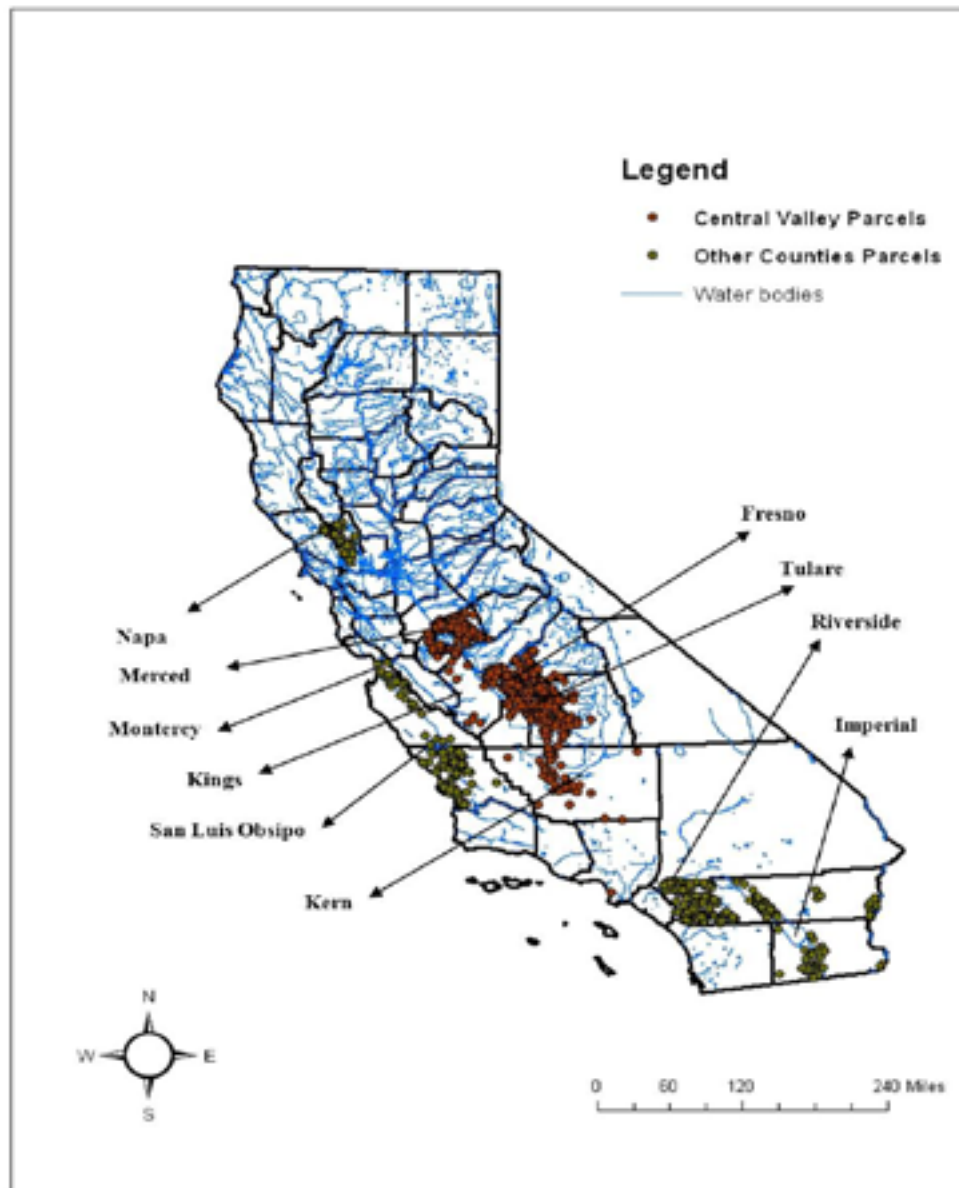 Legend
Central Valley Parcels
Other Counties Parcels
Water bodies
Fresno
Tulare
Riverside
Imperial
Napa
Merced
Monterey
Kings
San Luis Obsipo
Kern
N
W E
S
0 60 120 240 Miles